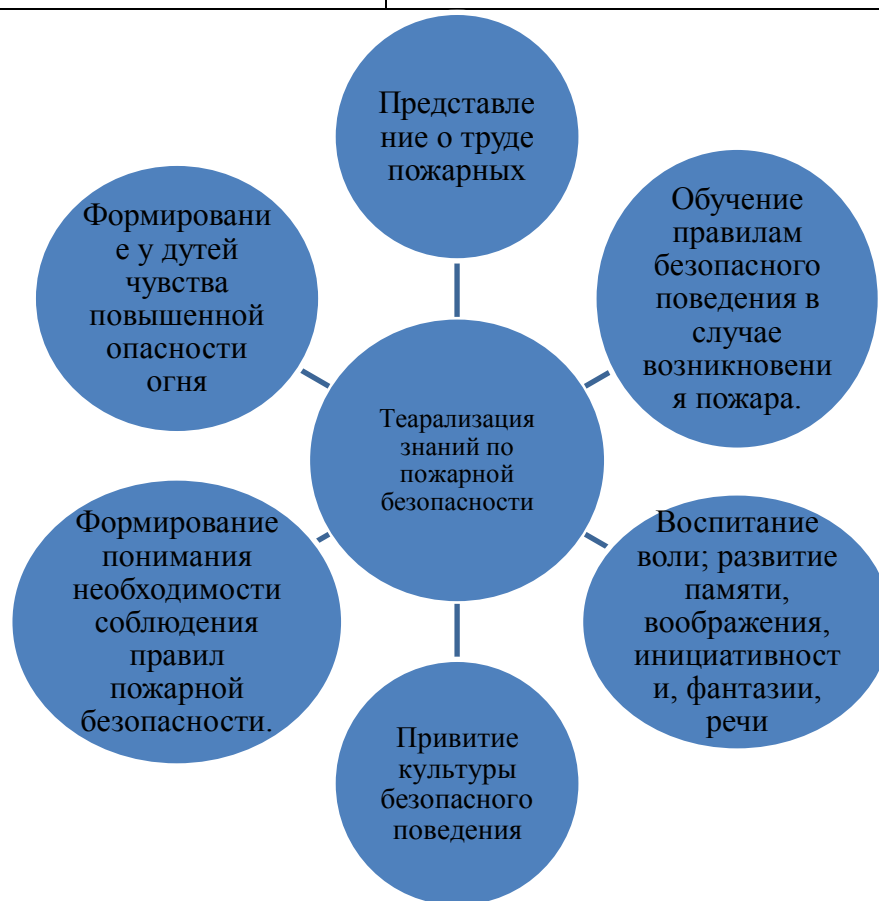 Представле
ние о труде
пожарных
Обучение
правилам
безопасного
поведения в
случае
возникновени
я пожара.
Воспитание
воли; развитие
памяти,
воображения,
инициативност
и, фантазии,
речи
Привитие
культуры
безопасного
поведения
Формирование
понимания
необходимости
соблюдения
правил
пожарной
безопасности.
Формировани
е у дутей
чувства
повышенной
опасности
огня
Теарализация
знаний по
пожарной
безопасности